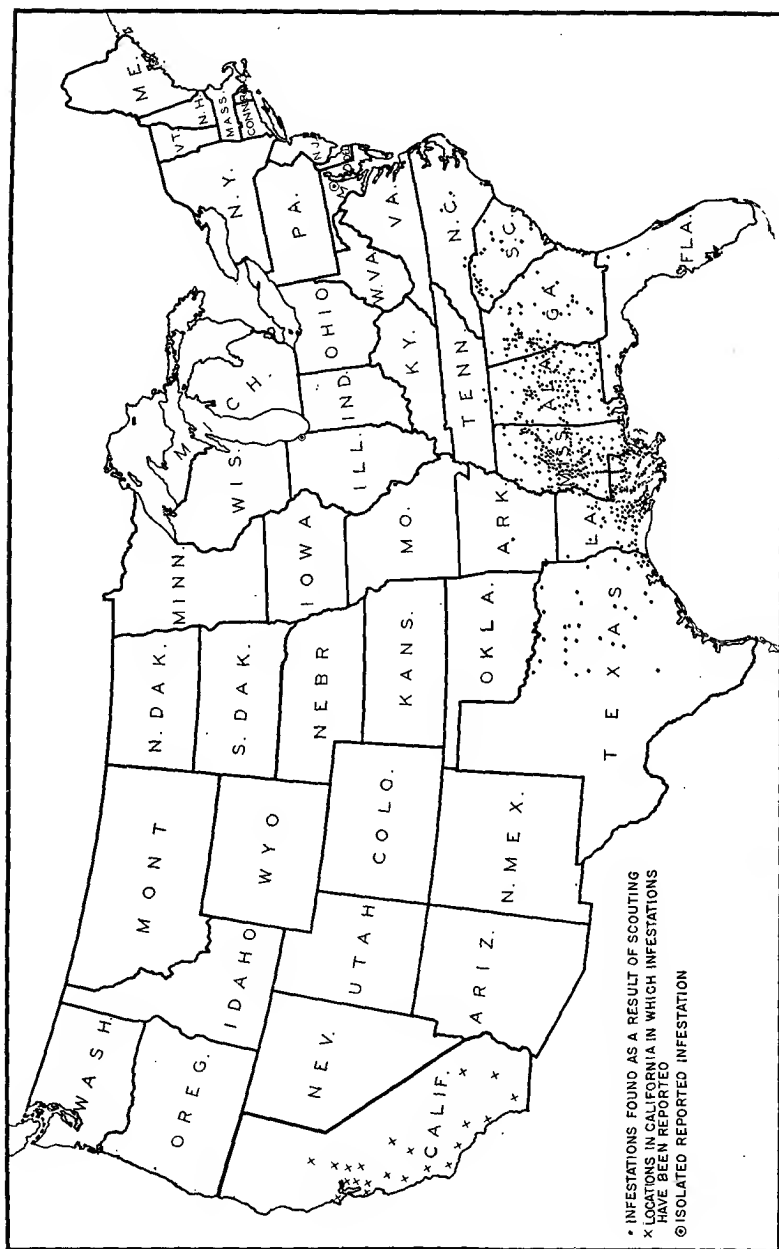 WASH.
OREG.
CALIF.
NEV.
IDAHO
MONT
WYO
UTAH
COLO.
ARIZ.
N. MEX.
N. DAK.
S. DAK.
NEBR
KANS.
OKLA.
TEXAS
MINN.
IOWA
MO.
ARK.
LA.
WIS.
MICH.
ILL.
IND.
OHIO
KY.
TENN
MISS.
ALA.
GA.
FLA.
S.C.
N.C.
VA.
W.VA.
PA.
N.Y.
N.J.
VT.
N.H.
ME.
MASS.
CONN.
• INFESTATIONS FOUND AS A RESULT OF SCOUTING
x LOCATIONS IN CALIFORNIA IN WHICH INFESTATIONS
HAVE BEEN REPORTED
◎ ISOLATED REPORTED INFESTATION